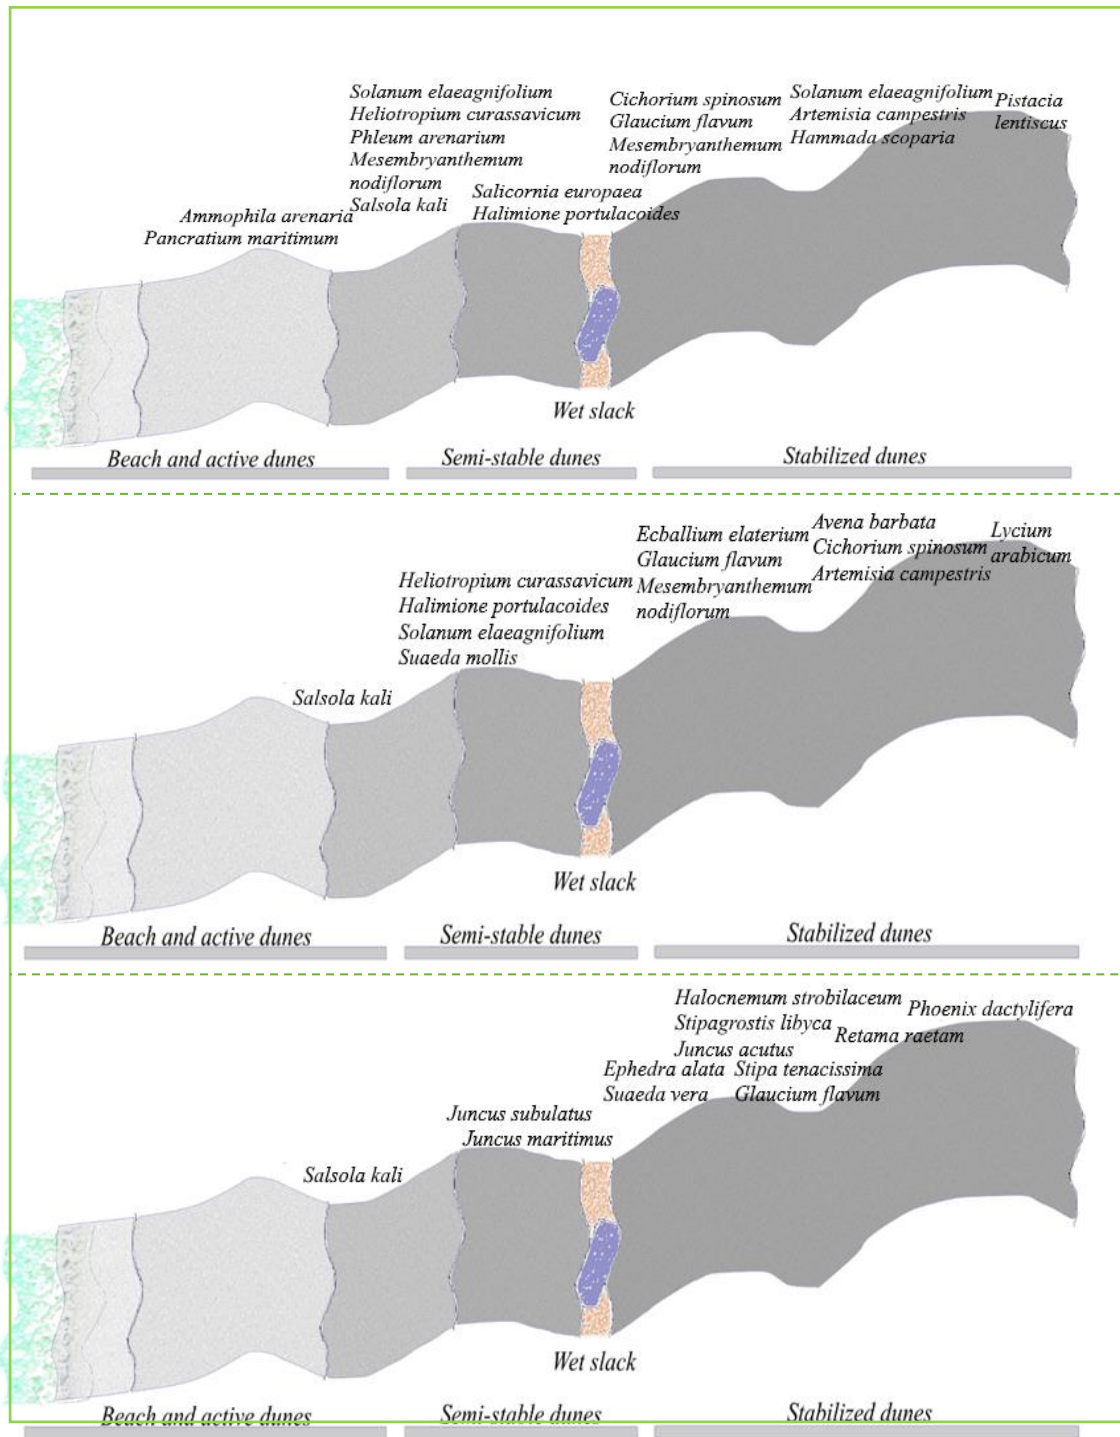 Solanum elaeagnifolium
Heliotropium curassavicum
Phleum arenarium
Mesembryanthemum
nodiflorum
Salsola kali
Cichorium spinosum
Glaucium flavum
Mesembryanthemum
nodiflorum
Solanum elaeagnifolium
Artemisia campestris
Hammada scoparia
Pistacia
lentiscus
Ammophila arenaria
Pancratium maritimum
Salicornia europaea
Halimione portulacoides
Wet slack
Beach and active dunes
Semi-stable dunes
Stabilized dunes
Heliotropium curassavicum
Halimione portulacoides
Solanum elaeagnifolium
Suaeda mollis
Ecballium elaterium
Glaucium flavum
Mesembryanthemum
nodiflorum
Avena barbata
Cichorium spinosum
Artemisia campestris
Lycium
arabicum
Salsola kali
Wet slack
Beach and active dunes
Semi-stable dunes
Stabilized dunes
Halocnemum strobilaceum
Stipagrostis libyca
Juncus acutus
Phoenix dactylifera
Retama raetam
Ephedra alata
Suaeda vera
Stipa tenacissima
Glaucium flavum
Juncus subulatus
Juncus maritimus
Salsola kali
Wet slack
Beach and active dunes
Semi-stable dunes
Stabilized dunes